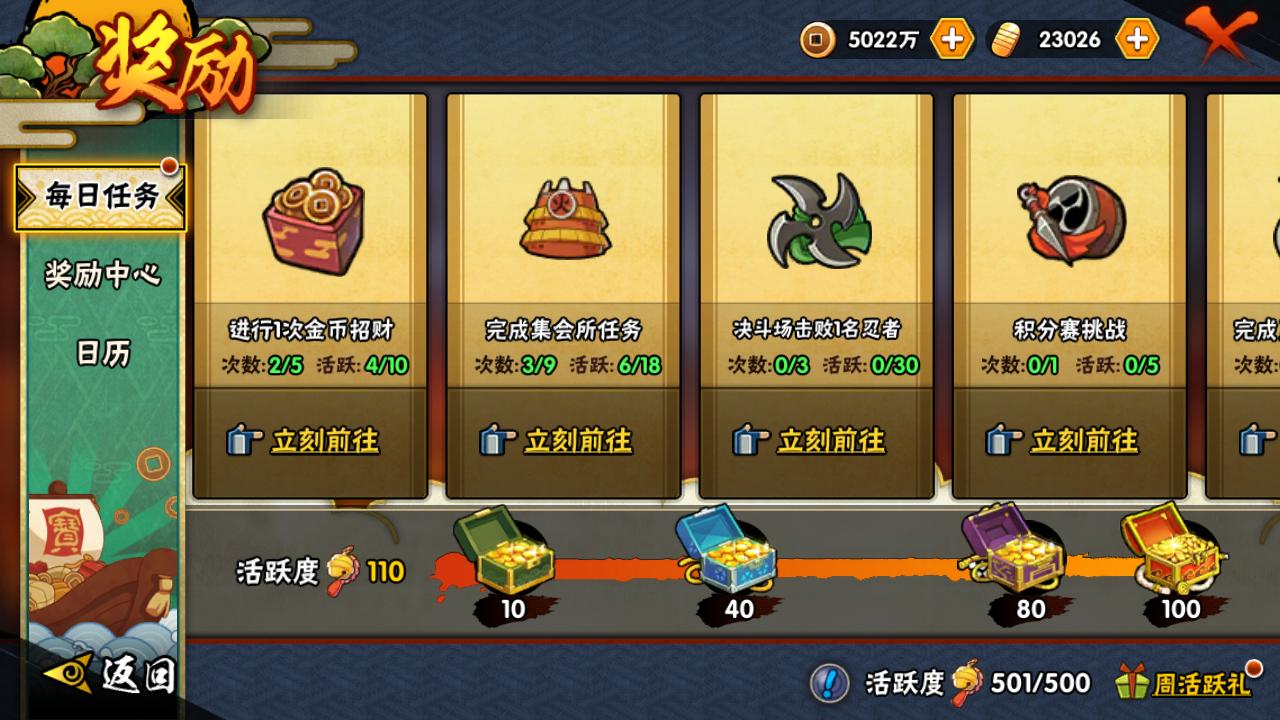 奖励
5022万
23026
每日任务
奖励中心
日历
寶
返回
火
进行1次金币招财
次数:2/5 活跃:4/10
立刻前往
完成集会所任务
次数:3/9 活跃:6/18
立刻前往
决斗场击败1名忍者
次数:0/3 活跃:0/30
立刻前往
积分赛挑战
次数:0/1 活跃:0/5
立刻前往
完成
次数:
活跃度 110
10
40
80
100
活跃度 501/500
周活跃礼